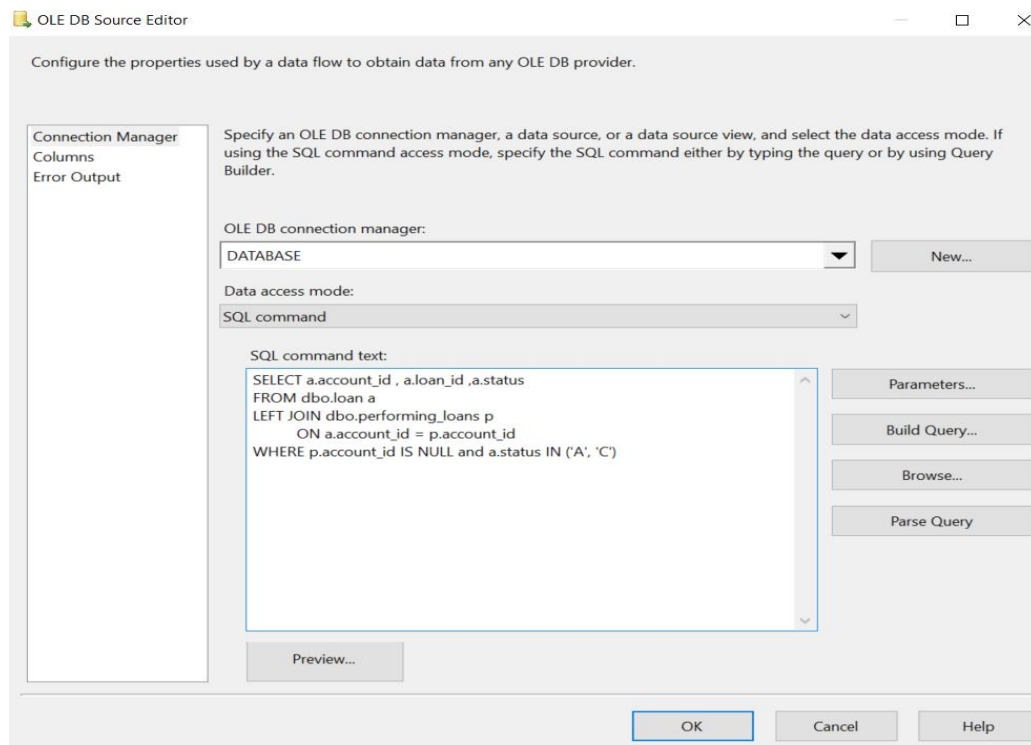 OLE DB Source Editor
Configure the properties used by a data flow to obtain data from any OLE DB provider.
Connection Manager
Columns
Error Output
Specify an OLE DB connection manager, a data source, or a data source view, and select the data access mode. If
using the SQL command access mode, specify the SQL command either by typing the query or by using Query
Builder.
OLE DB connection manager:
DATABASE
New...
Data access mode:
SQL command
SQL command text:
SELECT a.account_id , a.loan_id ,a.status
FROM dbo.loan a
LEFT JOIN dbo.performing_loans p
ON a.account_id = p.account_id
WHERE p.account_id IS NULL and a.status IN ('A', 'C')
Parameters...
Build Query...
Browse...
Parse Query
Preview...
OK
Cancel
Help